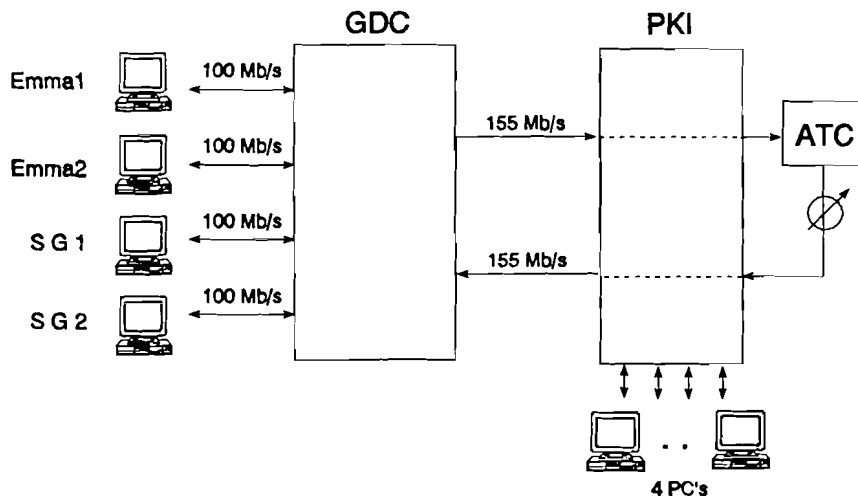 GDC
PKI
Emma1
100 Mb/s
155 Mb/s
ATC
Emma2
100 Mb/s
S G 1
100 Mb/s
155 Mb/s
S G 2
100 Mb/s
. .
4 PC's